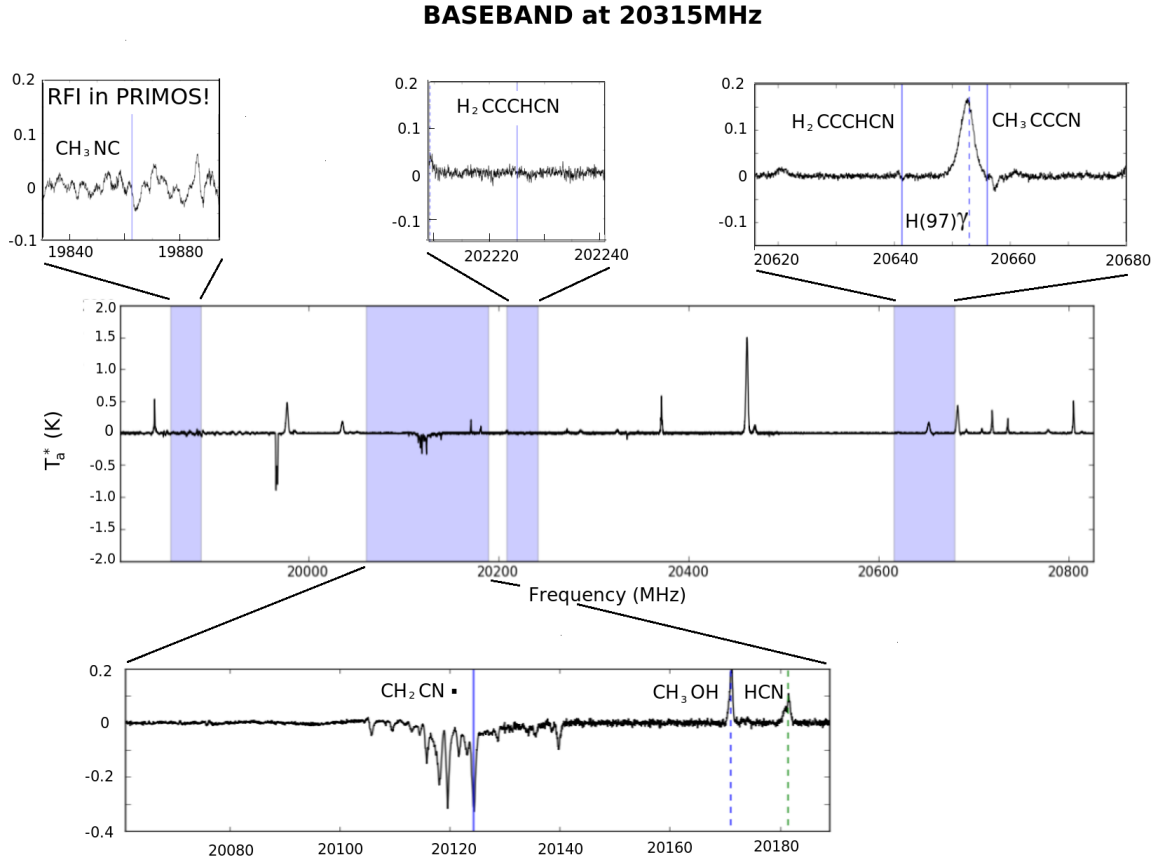 BASEBAND at 20315MHz
0.2
RFI in PRIMOS!
0.1
CH₃NC
0
-0.1
19840 19880
0.2
H₂CCCHCN
0.1
0
-0.1
202220 202240
0.2
0.1
H₂CCCHCN CH₃CCCN
0
H(97)γ
-0.1
20620 20640 20660 20680
2.0
1.5
1.0
0.5
0
-0.5
-1.0
-1.5
-2.0
Tₐ* (K)
20000 20200 20400 20600 20800
Frequency (MHz)
0.2
CH₂CN CH₃OH HCN
0
-0.2
-0.4
20080 20100 20120 20140 20160 20180